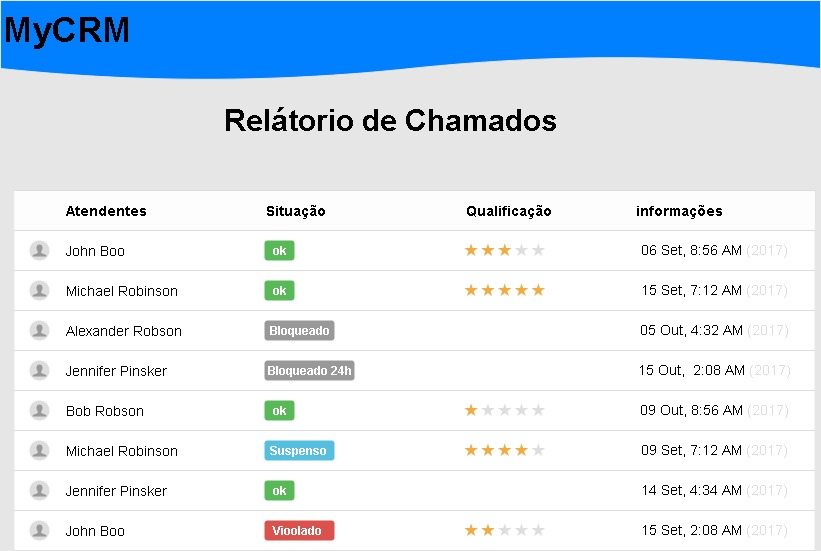 MyCRM
Relátorio de Chamados
Atendentes Situação Qualificação informações
John Boo ok 06 Set, 8:56 AM (2017)
Michael Robinson ok 15 Set, 7:12 AM (2017)
Alexander Robson Bloqueado 05 Out, 4:32 AM (2017)
Jennifer Pinsker Bloqueado 24h 15 Out, 2:08 AM (2017)
Bob Robson ok 09 Out, 8:56 AM (2017)
Michael Robinson Suspenso 09 Set, 7:12 AM (2017)
Jennifer Pinsker ok 14 Set, 4:34 AM (2017)
John Boo Vioolado 15 Set, 2:08 AM (2017)